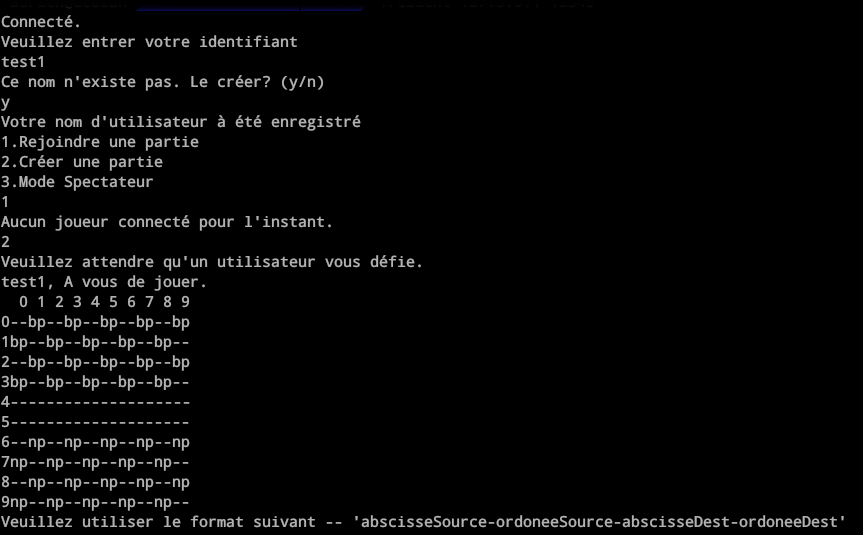 Connecté.
Veuillez entrer votre identifiant
test1
Ce nom n'existe pas. Le créer? (y/n)
y
Votre nom d'utilisateur à été enregistré
1.Rejoindre une partie
2.Créer une partie
3.Mode Spectateur
1
Aucun joueur connecté pour l'instant.
2
Veuillez attendre qu'un utilisateur vous défie.
test1, A vous de jouer.
  0 1 2 3 4 5 6 7 8 9
0--bp--bp--bp--bp--bp
1bp--bp--bp--bp--bp--
2--bp--bp--bp--bp--bp
3bp--bp--bp--bp--bp--
4--------------------
5--------------------
6--np--np--np--np--np
7np--np--np--np--np--
8--np--np--np--np--np
9np--np--np--np--np--
Veuillez utiliser le format suivant -- 'abscisseSource-ordoneeSource-abscisseDest-ordoneeDest'